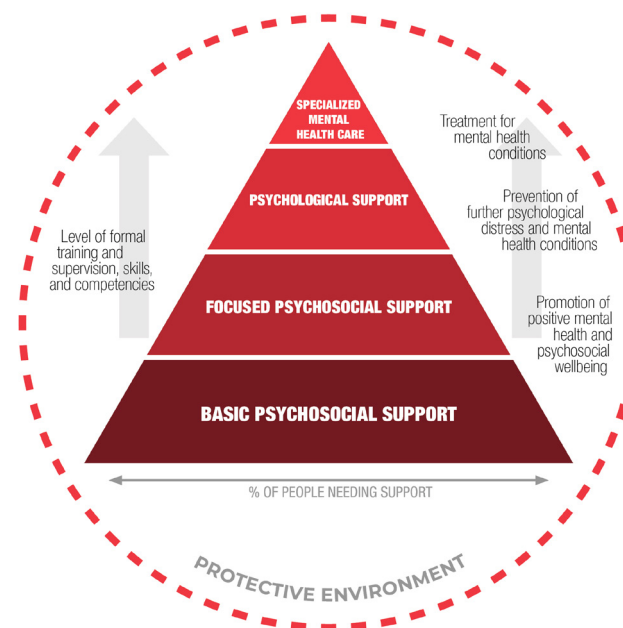 SPECIALIZED
MENTAL
HEALTH CARE
PSYCHOLOGICAL SUPPORT
FOCUSED PSYCHOSOCIAL SUPPORT
BASIC PSYCHOSOCIAL SUPPORT
Level of formal
training and
supervision, skills,
and competencies
Treatment for
mental health
conditions
Prevention of
further psychological
distress and mental
health conditions
Promotion of
positive mental
health and
psychosocial
wellbeing
% OF PEOPLE NEEDING SUPPORT
PROTECTIVE ENVIRONMENT